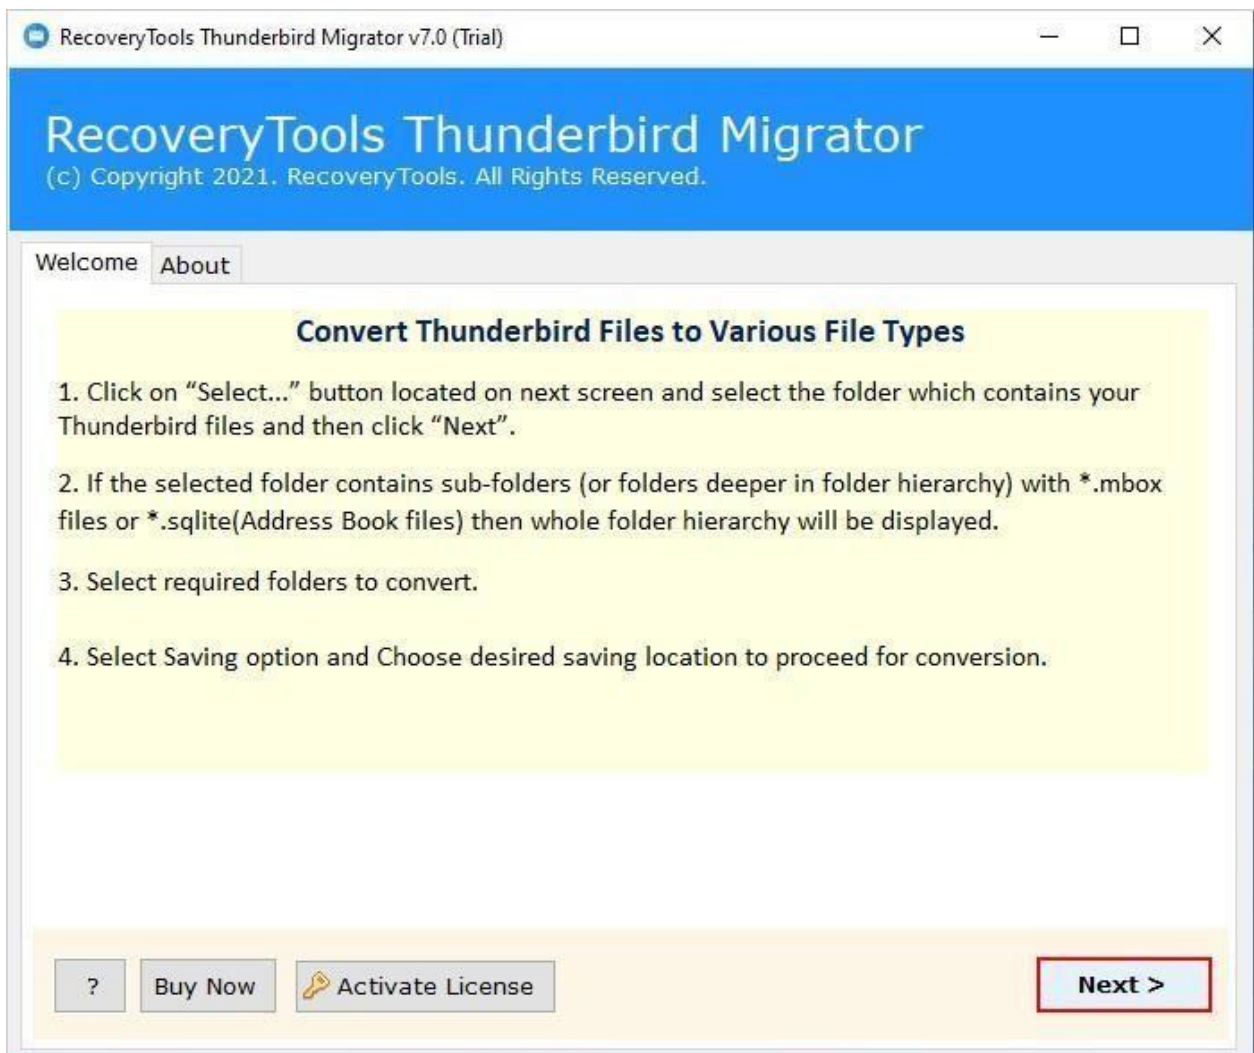 RecoveryTools Thunderbird Migrator v7.0 (Trial)
RecoveryTools Thunderbird Migrator
(c) Copyright 2021. RecoveryTools. All Rights Reserved.
Welcome About
Convert Thunderbird Files to Various File Types
1. Click on “Select...” button located on next screen and select the folder which contains your
Thunderbird files and then click “Next”.
2. If the selected folder contains sub-folders (or folders deeper in folder hierarchy) with *.mbox
files or *.sqlite(Address Book files) then whole folder hierarchy will be displayed.
3. Select required folders to convert.
4. Select Saving option and Choose desired saving location to proceed for conversion.
? Buy Now Activate License Next >